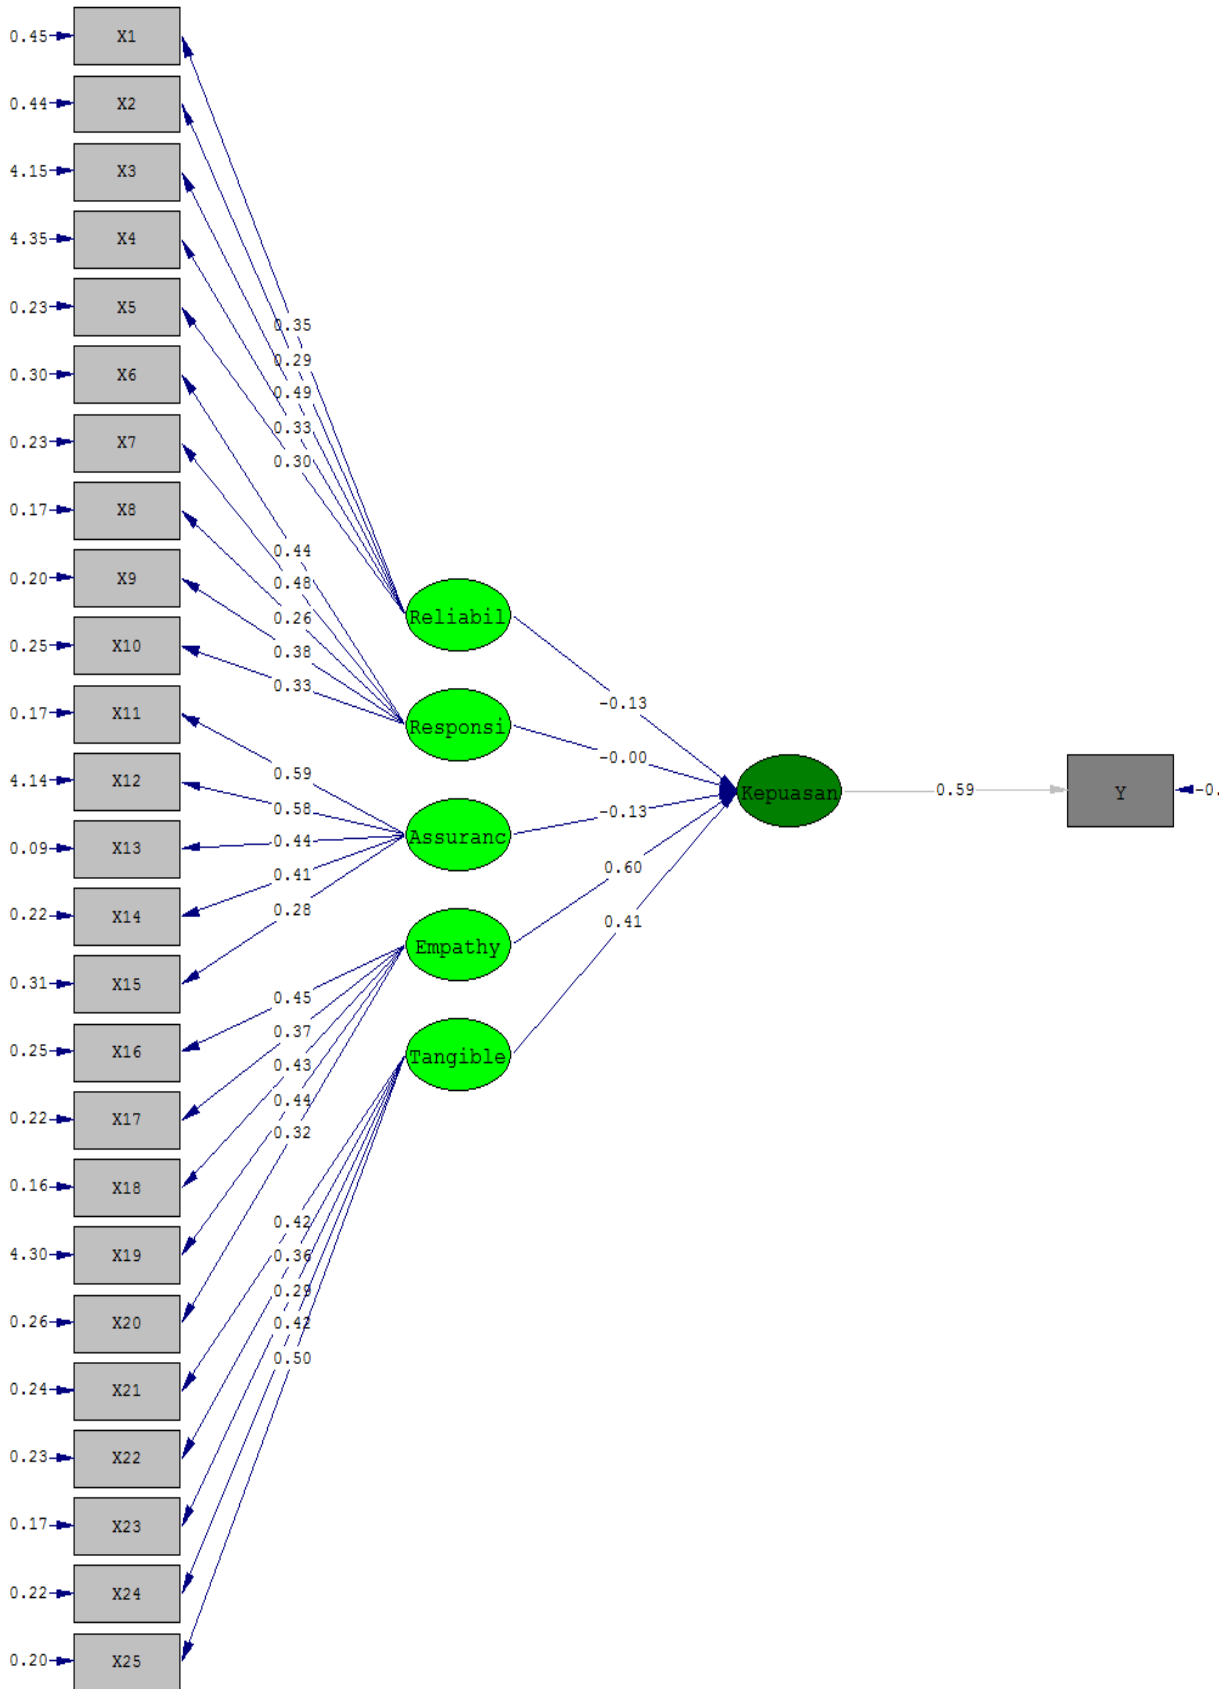 0.45 X1
0.44 X2
4.15 X3
4.35 X4
0.23 X5
0.30 X6
0.23 X7
0.17 X8
0.20 X9
0.25 X10
0.17 X11
4.14 X12
0.09 X13
0.22 X14
0.31 X15
0.25 X16
0.22 X17
0.16 X18
4.30 X19
0.26 X20
0.24 X21
0.23 X22
0.17 X23
0.22 X24
0.20 X25
0.35
0.29
0.49
0.33
0.30
0.44
0.48
0.26
0.38
0.33
0.59
0.58
0.44
0.41
0.28
0.45
0.37
0.43
0.44
0.32
0.42
0.36
0.29
0.42
0.50
Reliabil
Responsi
Assuranc
Empathy
Tangible
-0.13
-0.00
-0.13
0.60
0.41
Kepuasan
0.59
Y
-0.